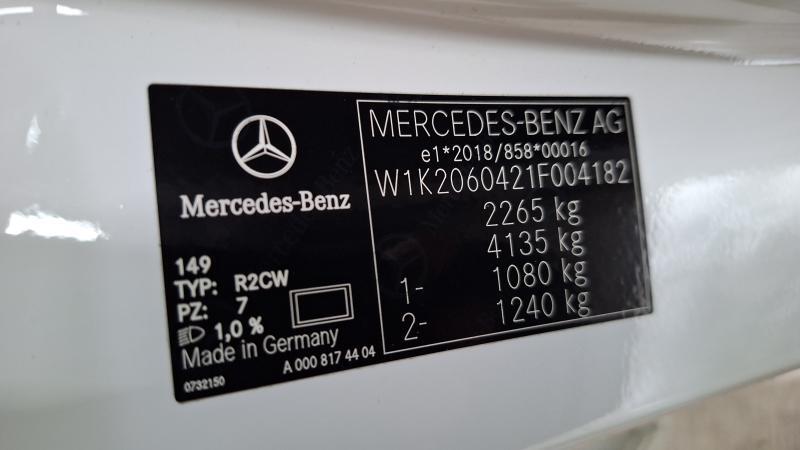 Mercedes-Benz
149
TYP: R2CW
PZ: 7
1,0 %
Made in Germany
0732150
A 000 817 44 04
MERCEDES-BENZ AG
e1*2018/858*00016
W1K2060421F004182
2265 kg
4135 kg
1- 1080 kg
2- 1240 kg